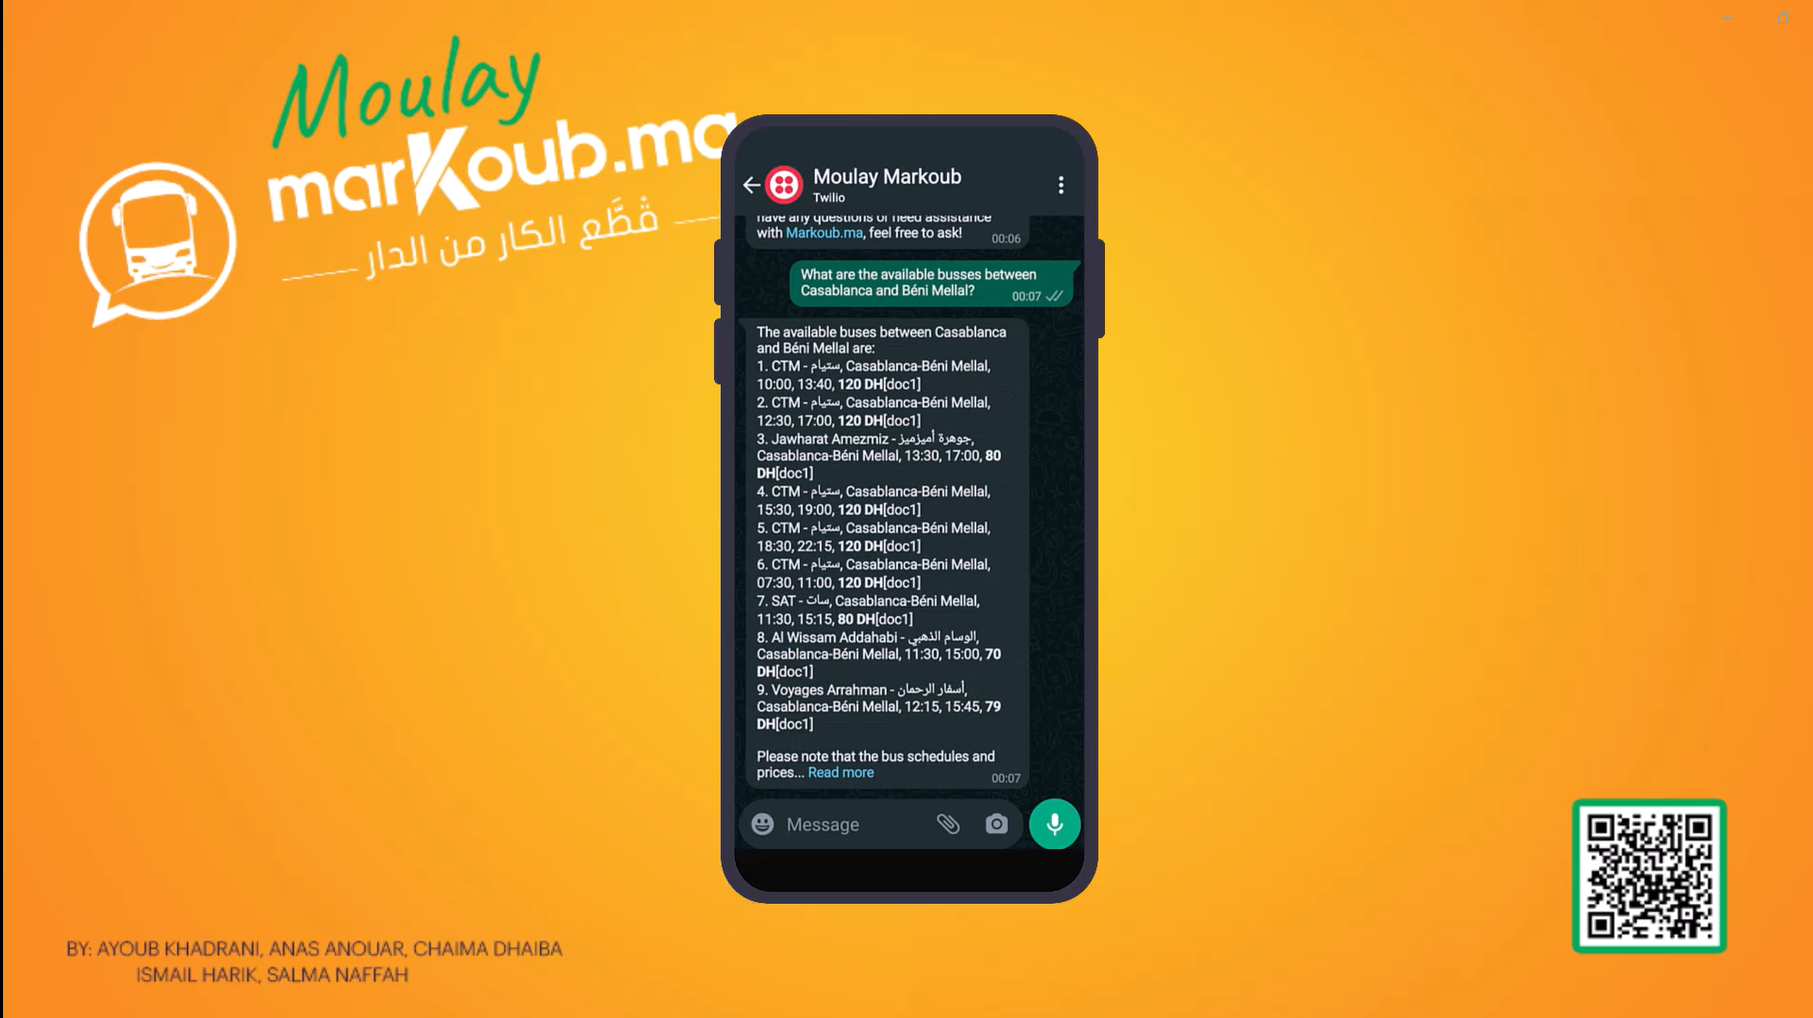 Moulay
marKoub.ma
ڤطَّع الكار من الدار
Moulay Markoub
Twilio
have any questions or need assistance
with Markoub.ma, feel free to ask!
00:06
What are the available busses between
Casablanca and Béni Mellal?
00:07
The available buses between Casablanca
and Béni Mellal are:
1. CTM - ستيام, Casablanca-Béni Mellal,
10:00, 13:40, 120 DH[doc1]
2. CTM - ستيام, Casablanca-Béni Mellal,
12:30, 17:00, 120 DH[doc1]
3. Jawharat Amezmiz - جوهرة أميزميز,
Casablanca-Béni Mellal, 13:30, 17:00, 80
DH[doc1]
4. CTM - ستيام, Casablanca-Béni Mellal,
15:30, 19:00, 120 DH[doc1]
5. CTM - ستيام, Casablanca-Béni Mellal,
18:30, 22:15, 120 DH[doc1]
6. CTM - ستيام, Casablanca-Béni Mellal,
07:30, 11:00, 120 DH[doc1]
7. SAT - سات, Casablanca-Béni Mellal,
11:30, 15:15, 80 DH[doc1]
8. Al Wissam Addahabi - الوسام الذهبي,
Casablanca-Béni Mellal, 11:30, 15:00, 70
DH[doc1]
9. Voyages Arrahman - أسفار الرحمان,
Casablanca-Béni Mellal, 12:15, 15:45, 79
DH[doc1]
Please note that the bus schedules and
prices... Read more
00:07
Message
BY: AYOUB KHADRANI, ANAS ANOUAR, CHAIMA DHAIBA
ISMAIL HARIK, SALMA NAFFAH